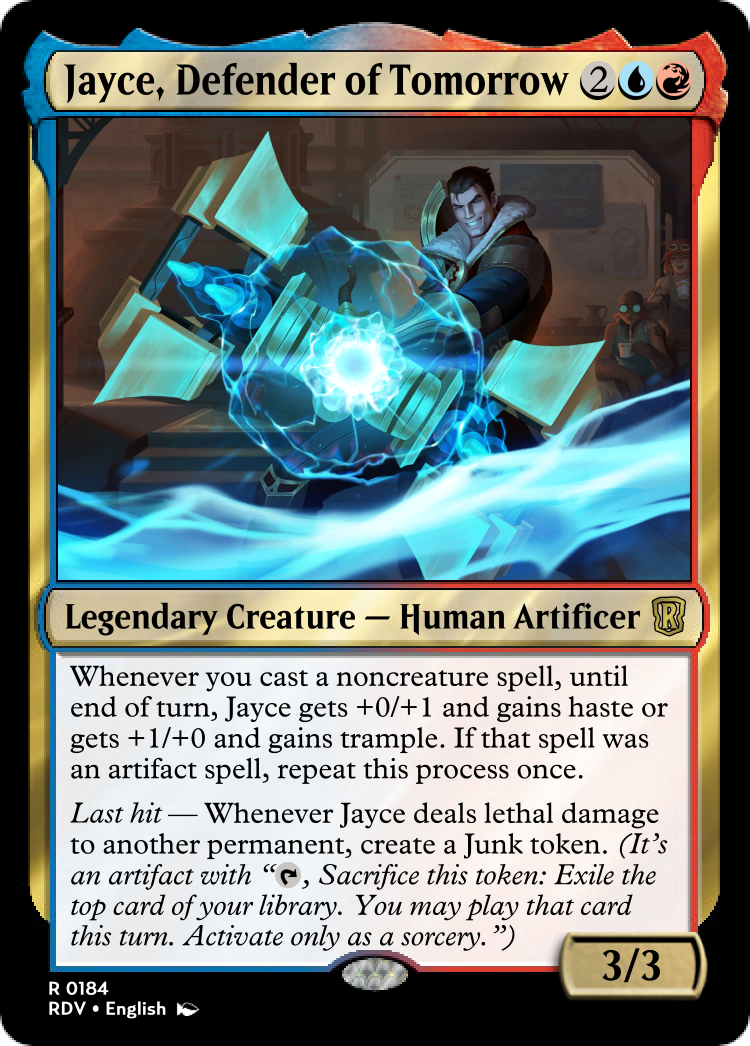 Jayce, Defender of Tomorrow 2
Legendary Creature — Human Artificer R
Whenever you cast a noncreature spell, until
end of turn, Jayce gets +0/+1 and gains haste or
gets +1/+0 and gains trample. If that spell was
an artifact spell, repeat this process once.
Last hit — Whenever Jayce deals lethal damage
to another permanent, create a Junk token. (It's
an artifact with “, Sacrifice this token: Exile the
top card of your library. You may play that card
this turn. Activate only as a sorcery.”)
3/3
R 0184
RDV • English